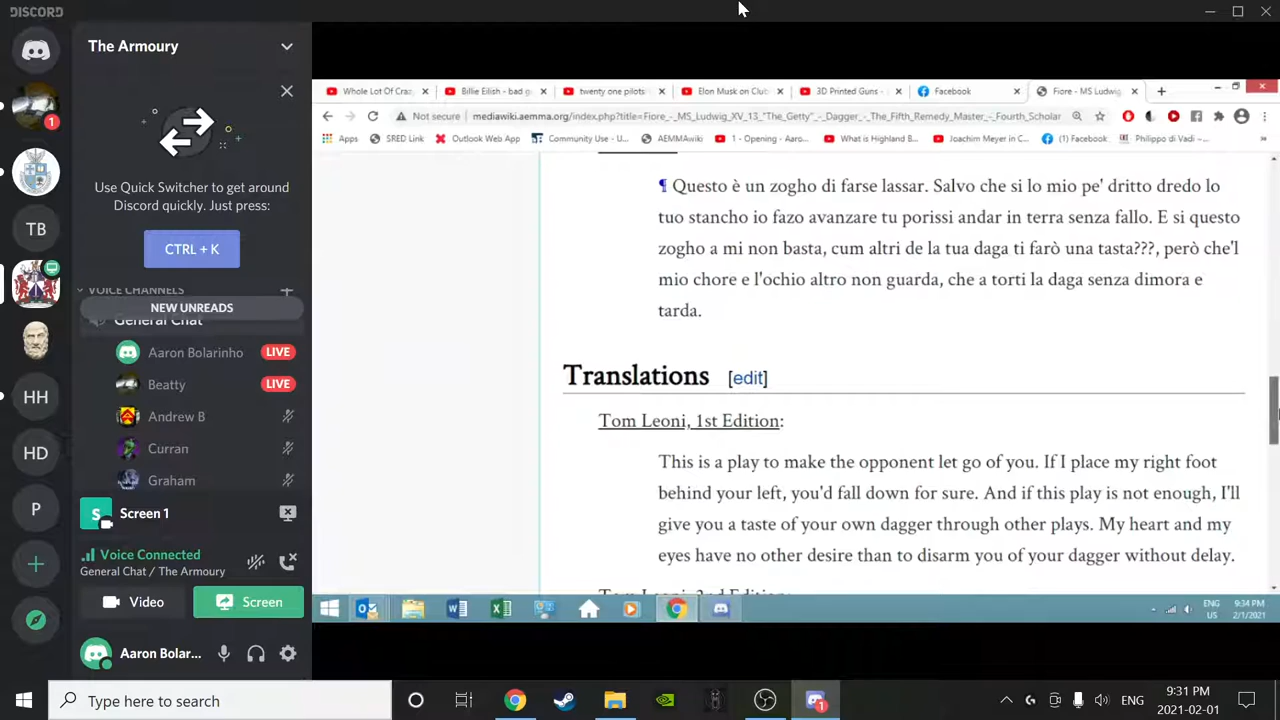 DISCORD
The Armoury
Use Quick Switcher to get around
Discord quickly. Just press:
CTRL + K
VOICE CHANNELS
NEW UNREADS
General Chat
Aaron Bolarinho LIVE
Beatty LIVE
Andrew B
Curran
Graham
S Screen 1
Voice Connected
General Chat / The Armoury
Video Screen
Aaron Bolar...
1
TB
HH
HD
P
Whole Lot Of Craz
Billie Eilish - bad g
twenty one pilots
Elon Musk on Club
3D Printed Guns -
Facebook
Fiore - MS Ludwig
Not secure mediawiki.aemma.org/index.php?title=Fiore_-_MS_Ludwig_XV_13_"The_Getty"_-_Dagger_-_The_Fifth_Remedy_Master_-_Fourth_Scholar
Apps SRED Link Outlook Web App Community Use - U... AEMMAwiki 1 - Opening - Aaro... What is Highland B... Joachim Meyer in C... (1) Facebook Philippo di Vadi –...
¶ Questo è un zogho di farse lassar. Salvo che si lo mio pe' dritto dredo lo
tuo stancho io fazo avanzare tu porissi andar in terra senza fallo. E si questo
zogho a mi non basta, cum altri de la tua daga ti farò una tasta???, però che'l
mio chore e l'ochio altro non guarda, che a torti la daga senza dimora e
tarda.
Translations [edit]
Tom Leoni, 1st Edition:
This is a play to make the opponent let go of you. If I place my right foot
behind your left, you'd fall down for sure. And if this play is not enough, I'll
give you a taste of your own dagger through other plays. My heart and my
eyes have no other desire than to disarm you of your dagger without delay.
Tom Leoni, 2nd Edition:
ENG
US
9:34 PM
2/1/2021
Type here to search
1
ENG
9:31 PM
2021-02-01